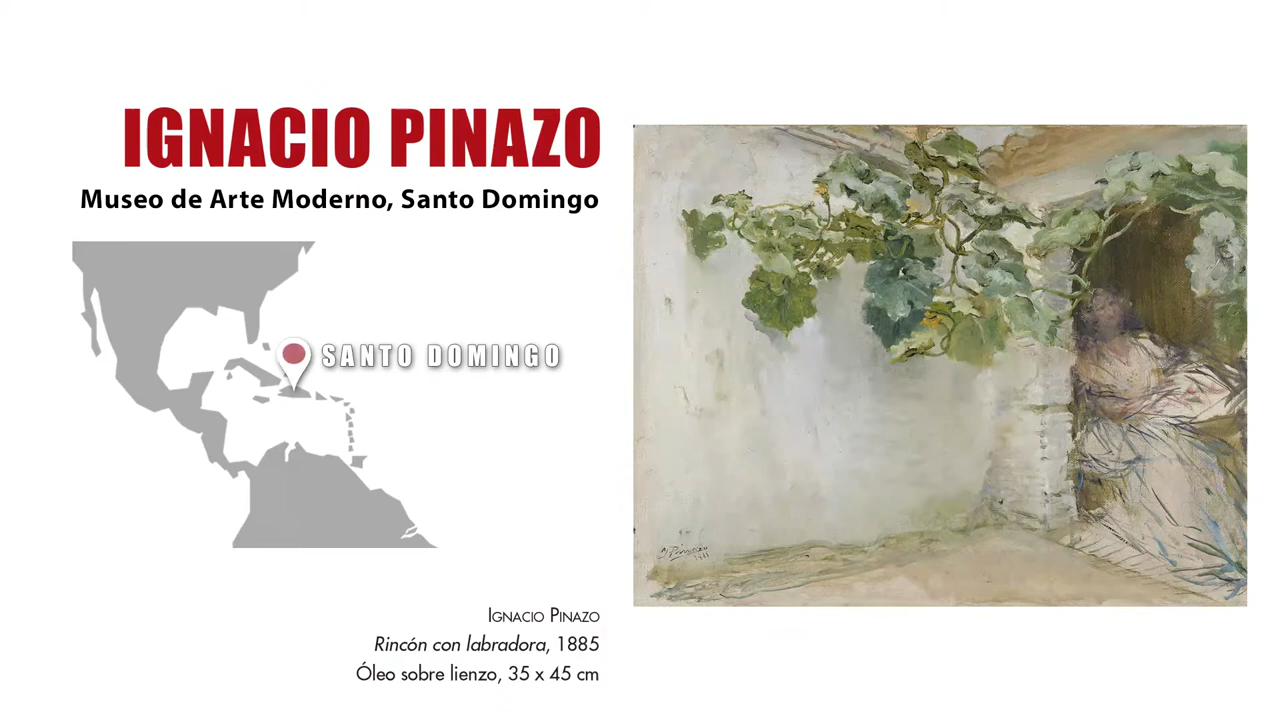 IGNACIO PINAZO
Museo de Arte Moderno, Santo Domingo
SANTO DOMINGO
IGNACIO PINAZO
Rincón con labradora, 1885
Óleo sobre lienzo, 35 x 45 cm